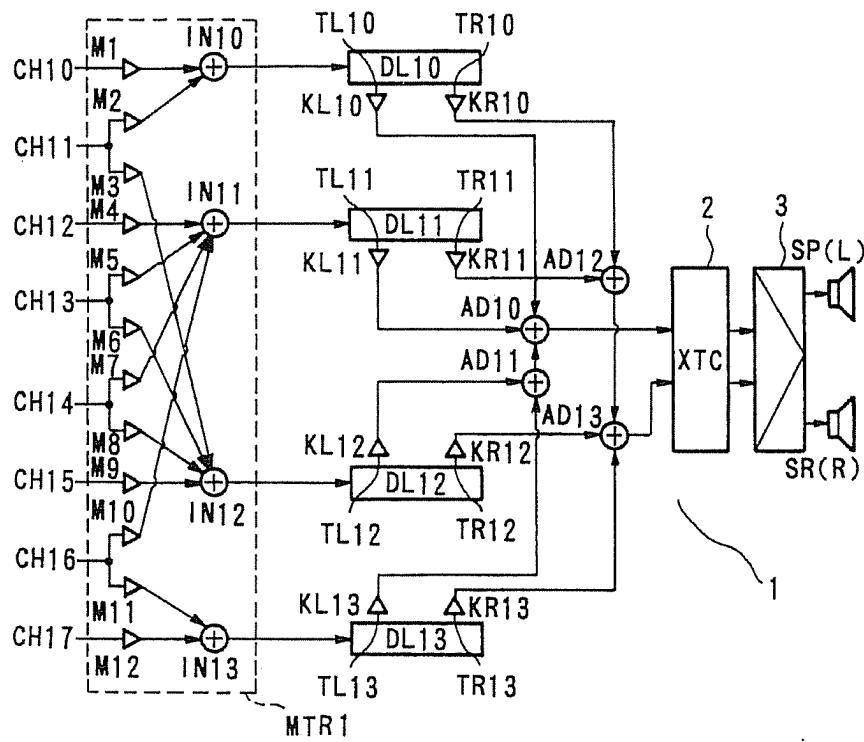 TL10 TR10
M1 IN10
CH10 DL10
M2 KL10 KR10
CH11
TL11 TR11
M3 IN11
M4
CH12 DL11 2 3
M5 KL11 KR11 AD12 SP(L)
CH13 AD10
M6
M7 AD11 XTC
CH14 AD13
M8 KL12 KR12
M9
CH15 DL12 SR(R)
M10 IN12
TL12 TR12
CH16
1
M11 KL13 KR13
CH17 DL13
M12 IN13
TL13 TR13
MTR1